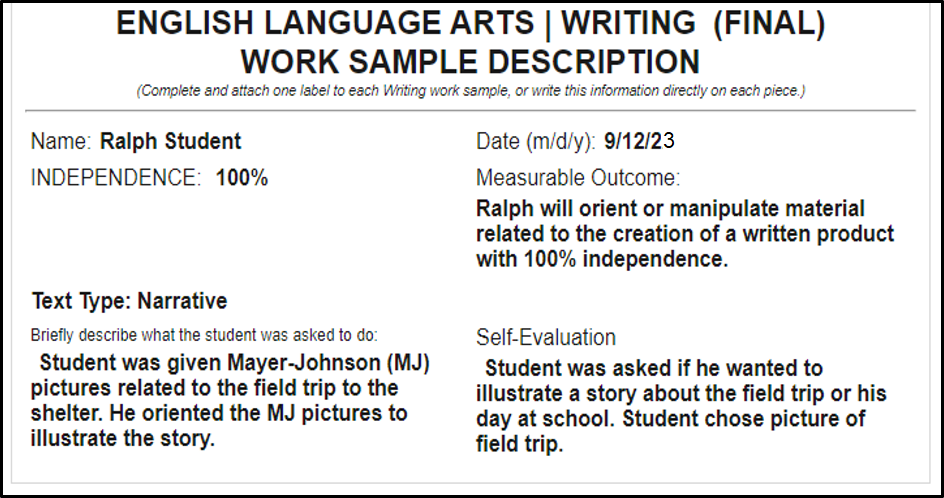 ENGLISH LANGUAGE ARTS | WRITING (FINAL)
WORK SAMPLE DESCRIPTION
(Complete and attach one label to each Writing work sample, or write this information directly on each piece.)
Name: Ralph Student
Date (m/d/y): 9/12/23
INDEPENDENCE: 100%
Measurable Outcome:
Ralph will orient or manipulate material
related to the creation of a written product
with 100% independence.
Text Type: Narrative
Briefly describe what the student was asked to do:
Student was given Mayer-Johnson (MJ)
pictures related to the field trip to the
shelter. He oriented the MJ pictures to
illustrate the story.
Self-Evaluation
Student was asked if he wanted to
illustrate a story about the field trip or his
day at school. Student chose picture of
field trip.